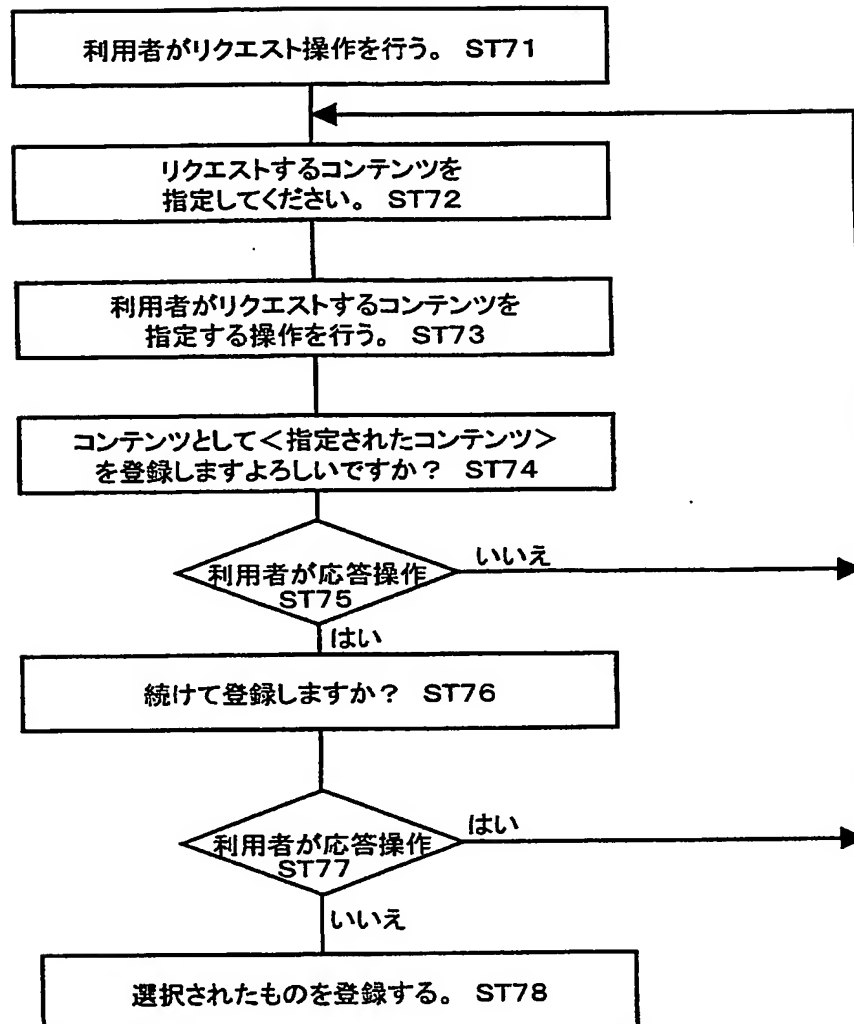 利用者がリクエスト操作を行う。 ST71
リクエストするコンテンツを
指定してください。 ST72
利用者がリクエストするコンテンツを
指定する操作を行う。 ST73
コンテンツとして<指定されたコンテンツ>
を登録しますよろしいですか? ST74
利用者が応答操作
ST75
いいえ
はい
続けて登録しますか? ST76
利用者が応答操作
ST77
はい
いいえ
選択されたものを登録する。 ST78